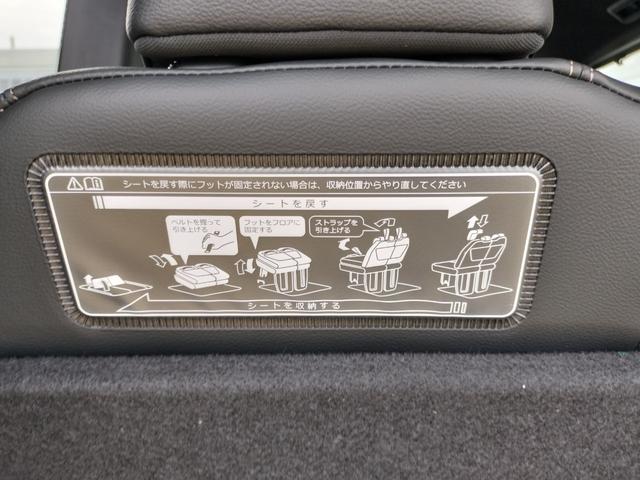 シートを戻す際にフットが固定されない場合は、収納位置からやり直してください
シートを戻す
ベルトを握って
引き上げる
フットをフロアに
固定する
ストラップを
引き上げる
シートを収納する